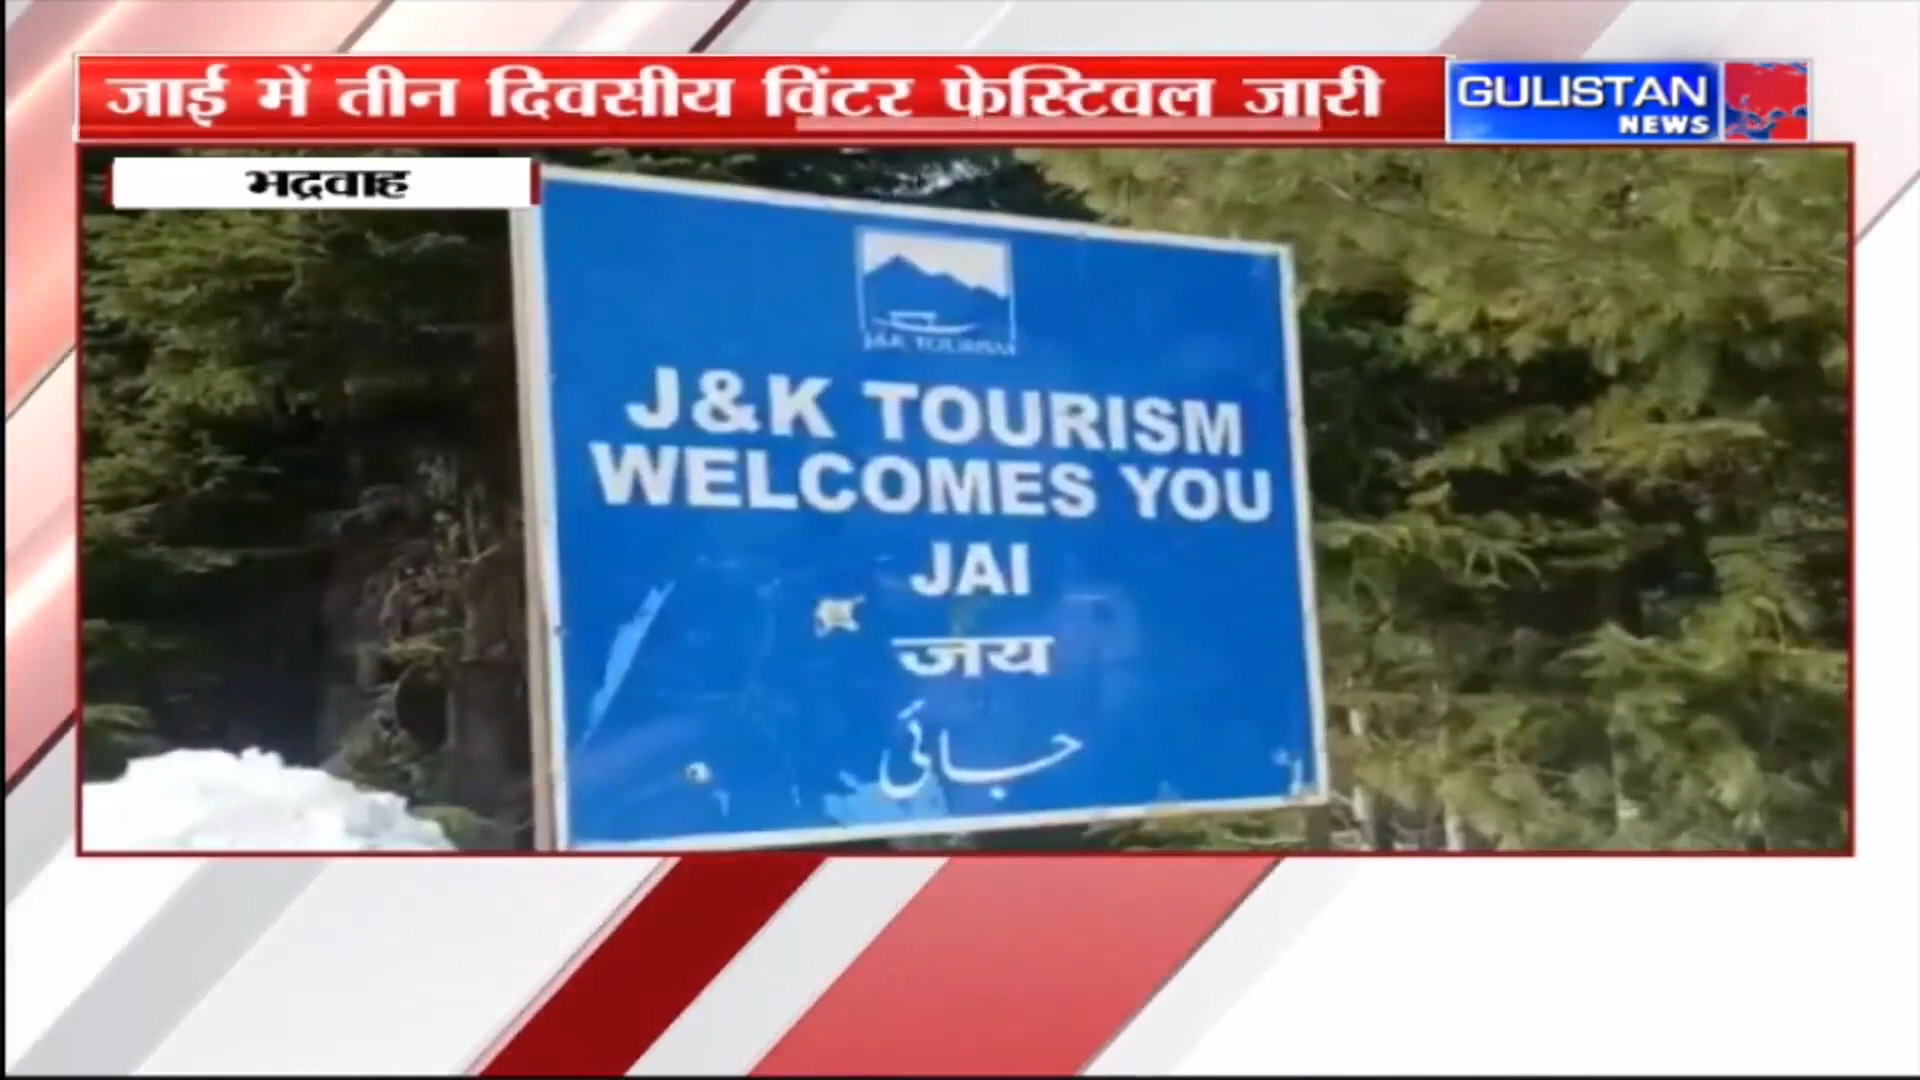 जाई में तीन दिवसीय विंटर फेस्टिवल जारी
GULISTAN
NEWS
भद्रवाह
J&K TOURISM
J&K TOURISM
WELCOMES YOU
JAI
जय
جائی